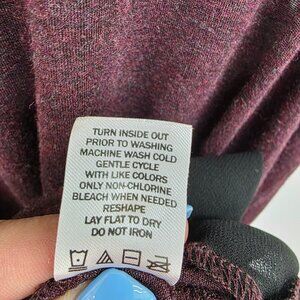 TURN INSIDE OUT
PRIOR TO WASHING
MACHINE WASH COLD
GENTLE CYCLE
WITH LIKE COLORS
ONLY NON-CHLORINE
BLEACH WHEN NEEDED
RESHAPE
LAY FLAT TO DRY
DO NOT IRON